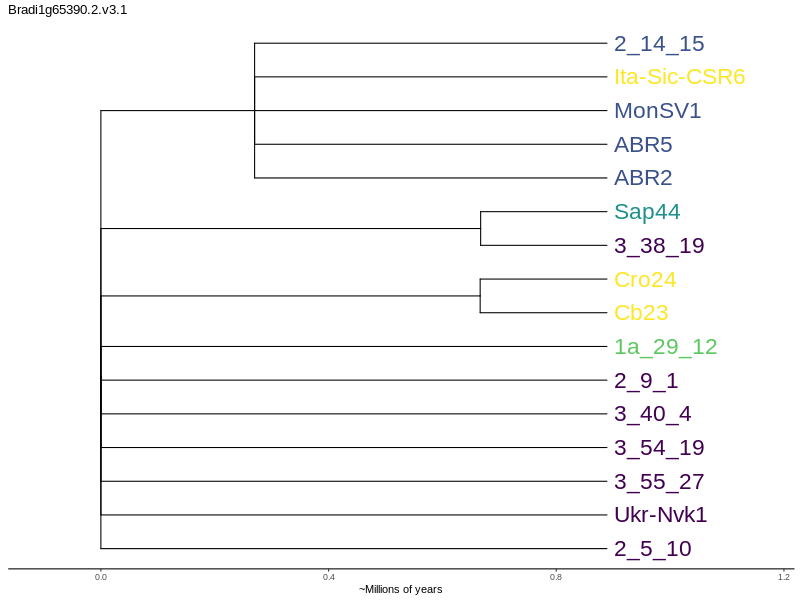 Bradi1g65390.2.v3.1
2_14_15
Ita-Sic-CSR6
MonSV1
ABR5
ABR2
Sap44
3_38_19
Cro24
Cb23
1a_29_12
2_9_1
3_40_4
3_54_19
3_55_27
Ukr-Nvk1
2_5_10
0.0 0.4 0.8 1.2
~Millions of years